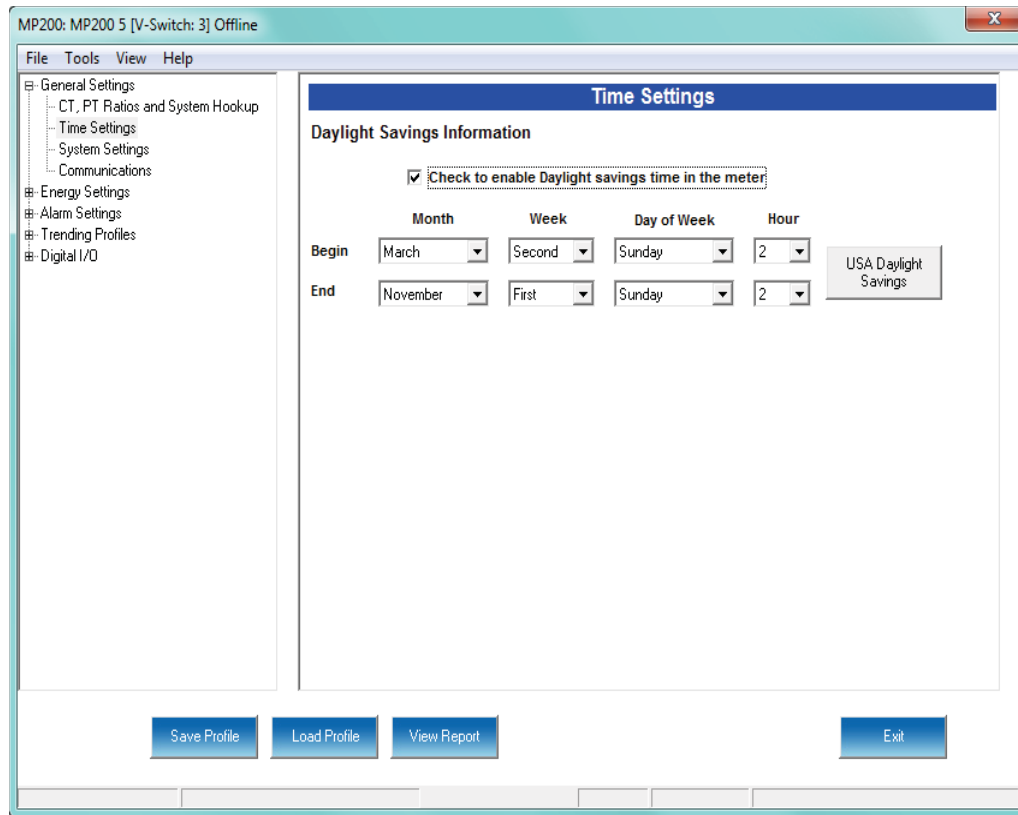 MP200: MP200 5 [V-Switch: 3] Offline
X
File Tools View Help
General Settings
CT, PT Ratios and System Hookup
Time Settings
System Settings
Communications
Energy Settings
Alarm Settings
Trending Profiles
Digital I/O
Time Settings
Daylight Savings Information
Check to enable Daylight savings time in the meter
Month Week Day of Week Hour
Begin March Second Sunday 2
End November First Sunday 2
USA Daylight
Savings
Save Profile Load Profile View Report Exit